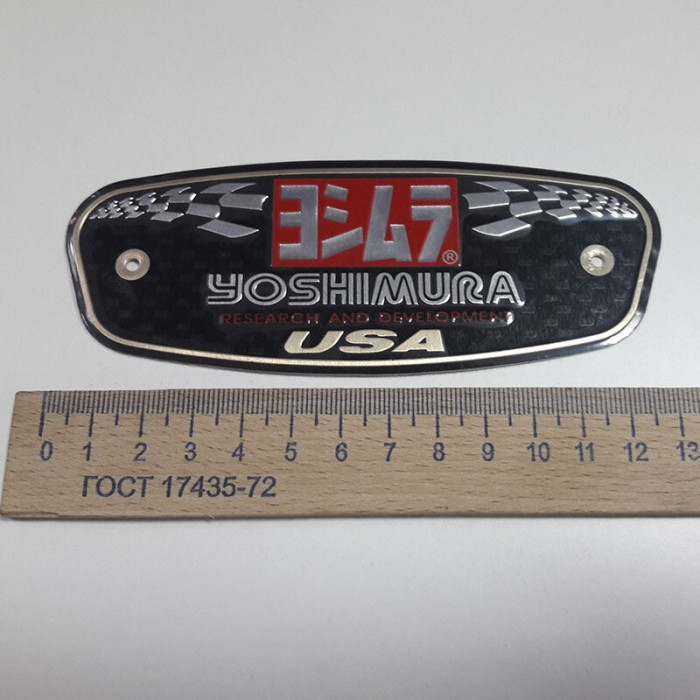 ヨシムラ®
YOSHIMURA
RESEARCH AND DEVELOPMENT
USA
0 1 2 3 4 5 6 7 8 9 10 11 12 13
ГОСТ 17435-72